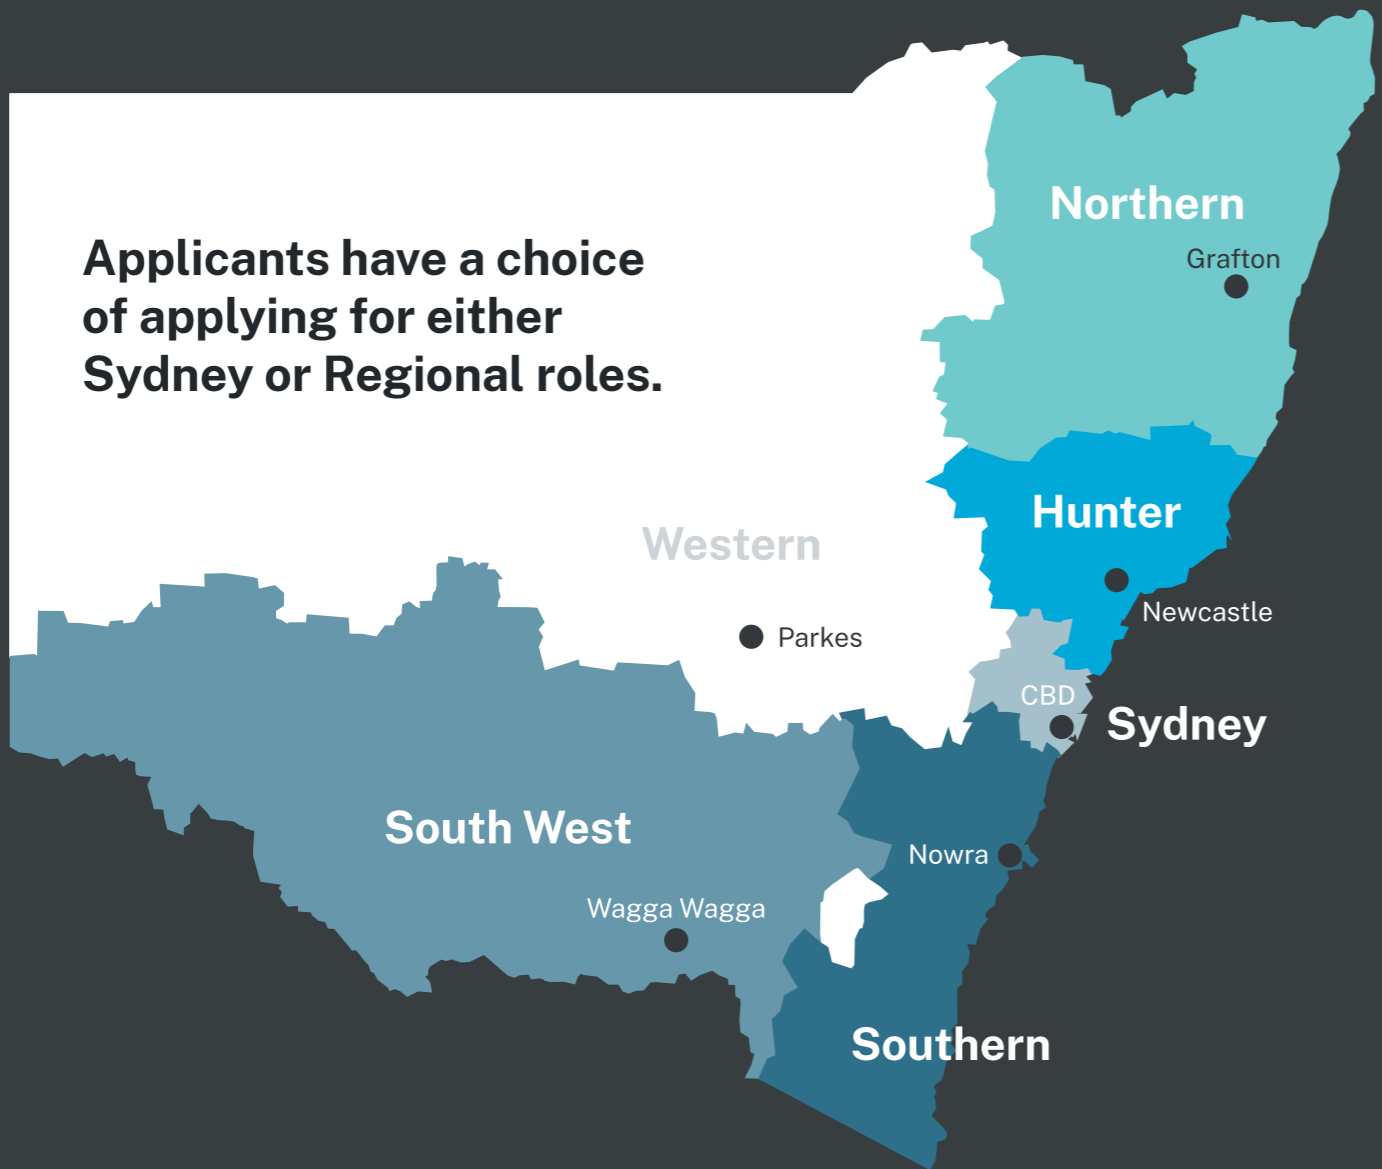 Northern
Grafton
Applicants have a choice
of applying for either
Sydney or Regional roles.
Hunter
Western
Newcastle
Parkes
CBD
Sydney
South West
Nowra
Wagga Wagga
Southern